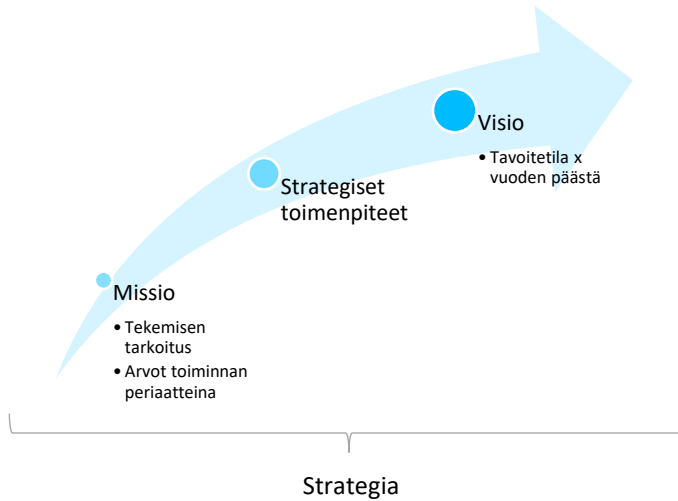 Visio
• Tavoitetila x
vuoden päästä
Strategiset
toimenpiteet
Missio
• Tekemisen
tarkoitus
• Arvot toiminnan
periaatteina
Strategia